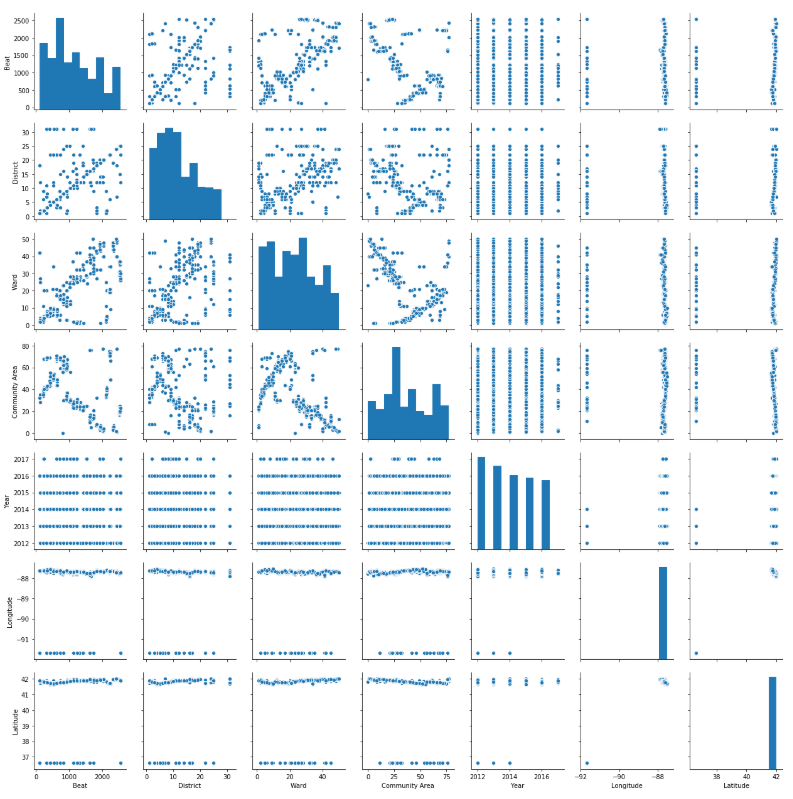 2500
2000
1500
1000
500
0
Beat
30
25
20
15
10
5
0
District
50
40
30
20
10
0
Ward
80
60
40
20
0
Community Area
2017
2016
2015
2014
2013
2012
Year
−88
−89
−90
−91
Longitude
42
41
40
39
38
37
Latitude
0 1000 2000
Beat
0 10 20 30
District
0 20 40
Ward
0 25 50 75
Community Area
2012 2014 2016
Year
−92 −90 −88
Longitude
38 40 42
Latitude